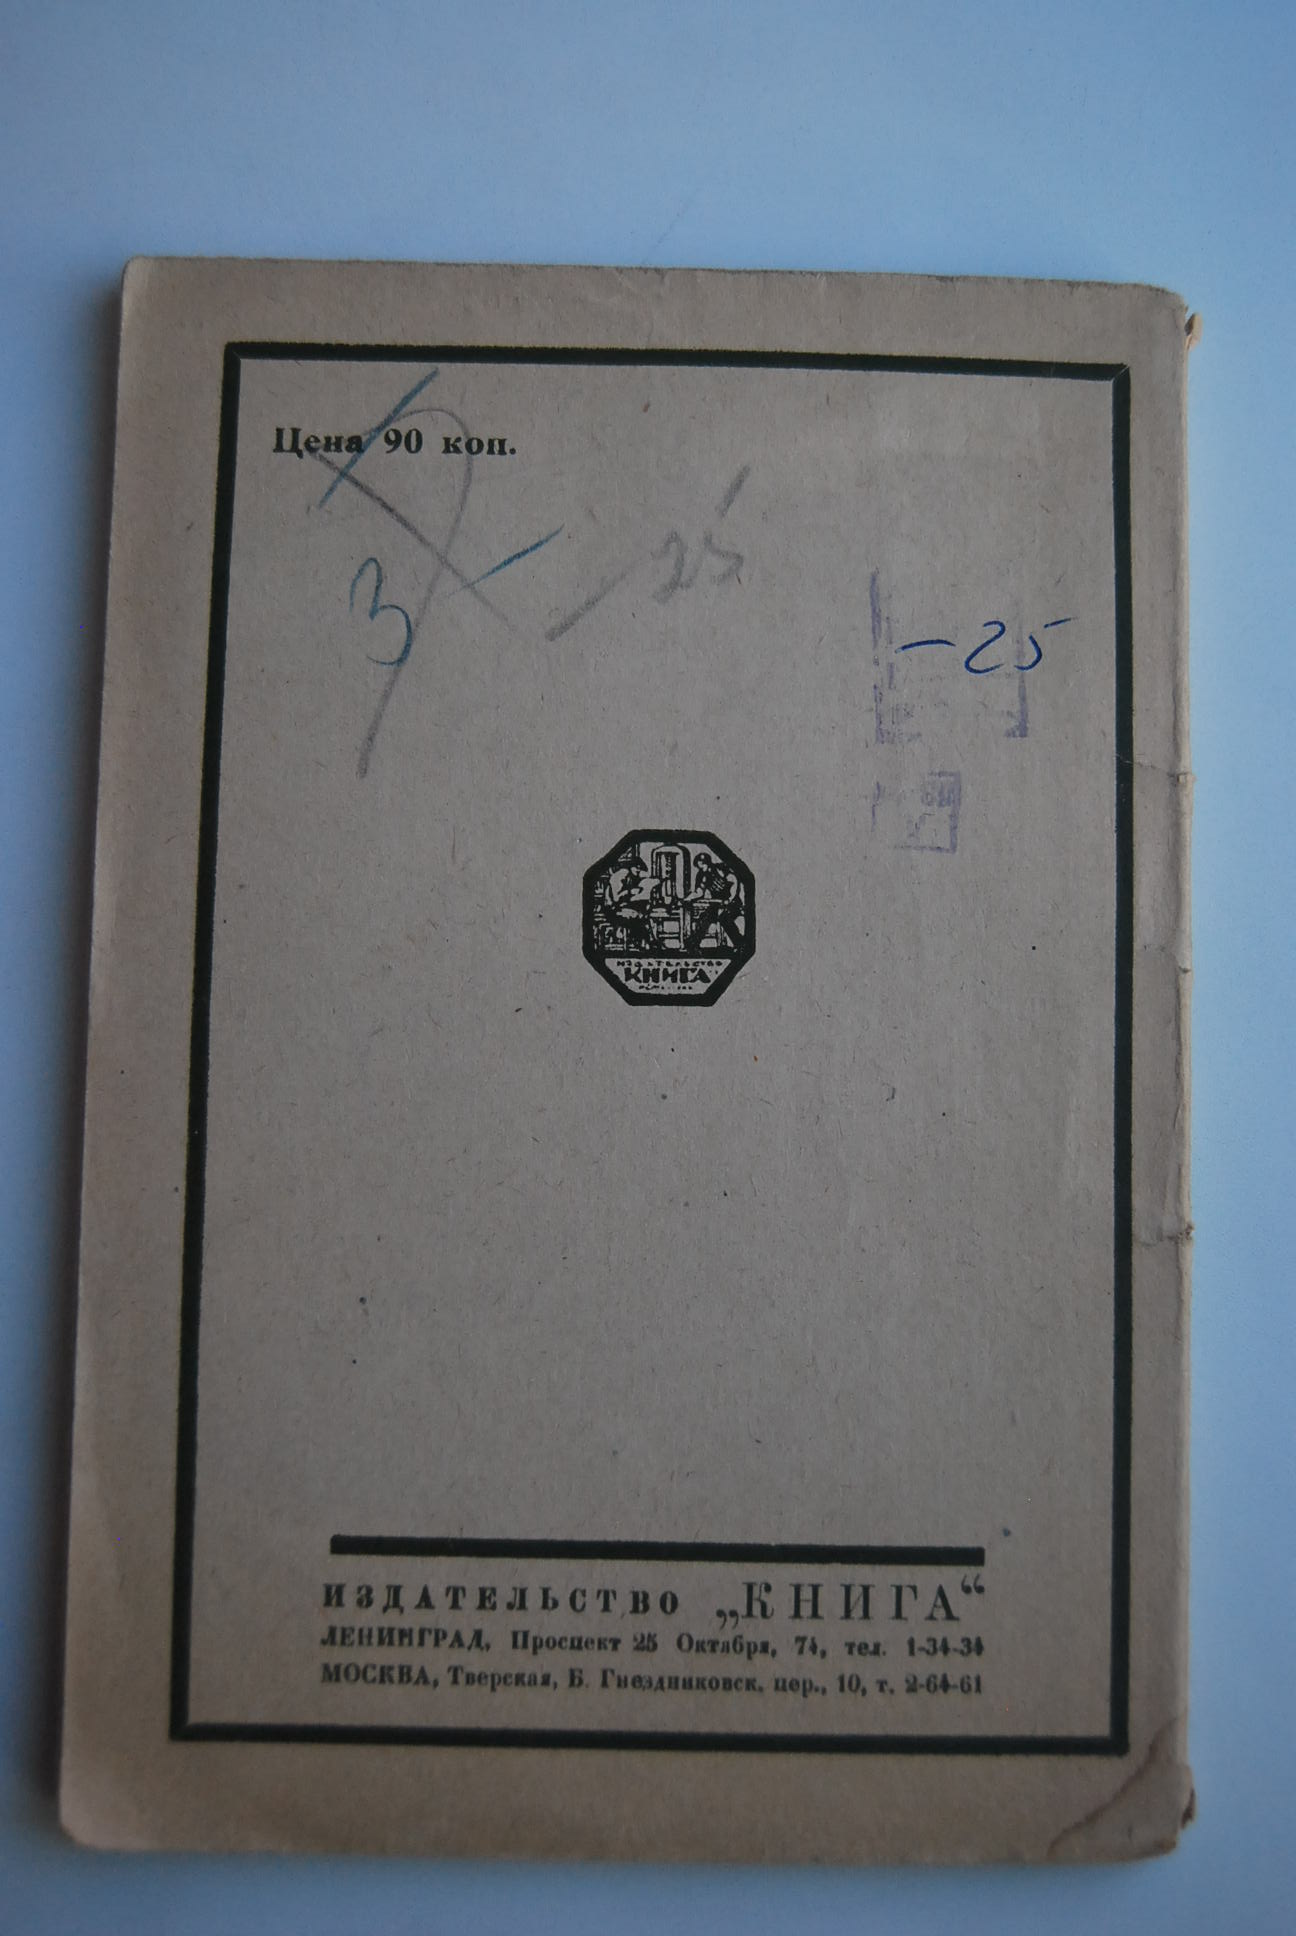 Цена 90 коп.
3
25
-25
ИЗДАТЕЛЬСТВО
КНИГА
ИЗДАТЕЛЬСТВО „КНИГА“
ЛЕНИНГРАД, Проспект 25 Октября, 74, тел. 1-34-34
МОСКВА, Тверская, Б. Гнездниковск. пер., 10, т. 2-64-61